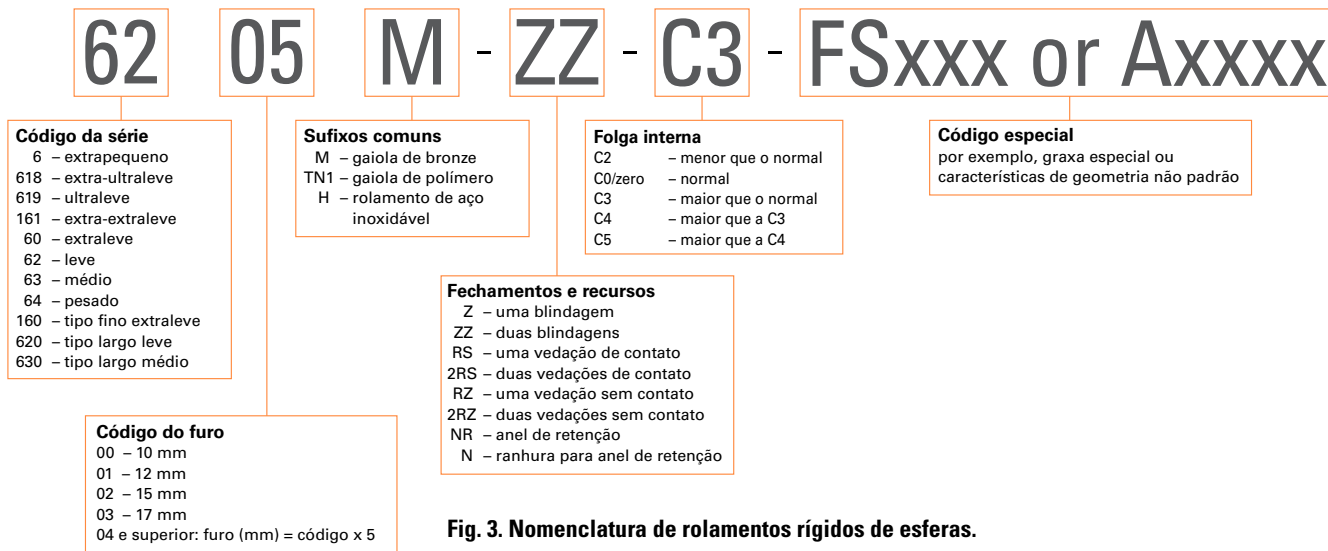 62 05 M - ZZ - C3 - FSxxx or Axxxx
Código da série
6 – extrapequeno
618 – extra-ultraleve
619 – ultraleve
161 – extra-extraleve
60 – extraleve
62 – leve
63 – médio
64 – pesado
160 – tipo fino extraleve
620 – tipo largo leve
630 – tipo largo médio
Código do furo
00 – 10 mm
01 – 12 mm
02 – 15 mm
03 – 17 mm
04 e superior: furo (mm) = código x 5
Sufixos comuns
M – gaiola de bronze
TN1 – gaiola de polímero
H – rolamento de aço
inoxidável
Fechamentos e recursos
Z – uma blindagem
ZZ – duas blindagens
RS – uma vedação de contato
2RS – duas vedações de contato
RZ – uma vedação sem contato
2RZ – duas vedações sem contato
NR – anel de retenção
N – ranhura para anel de retenção
Folga interna
C2 – menor que o normal
C0/zero – normal
C3 – maior que o normal
C4 – maior que a C3
C5 – maior que a C4
Código especial
por exemplo, graxa especial ou
características de geometria não padrão
Fig. 3. Nomenclatura de rolamentos rígidos de esferas.